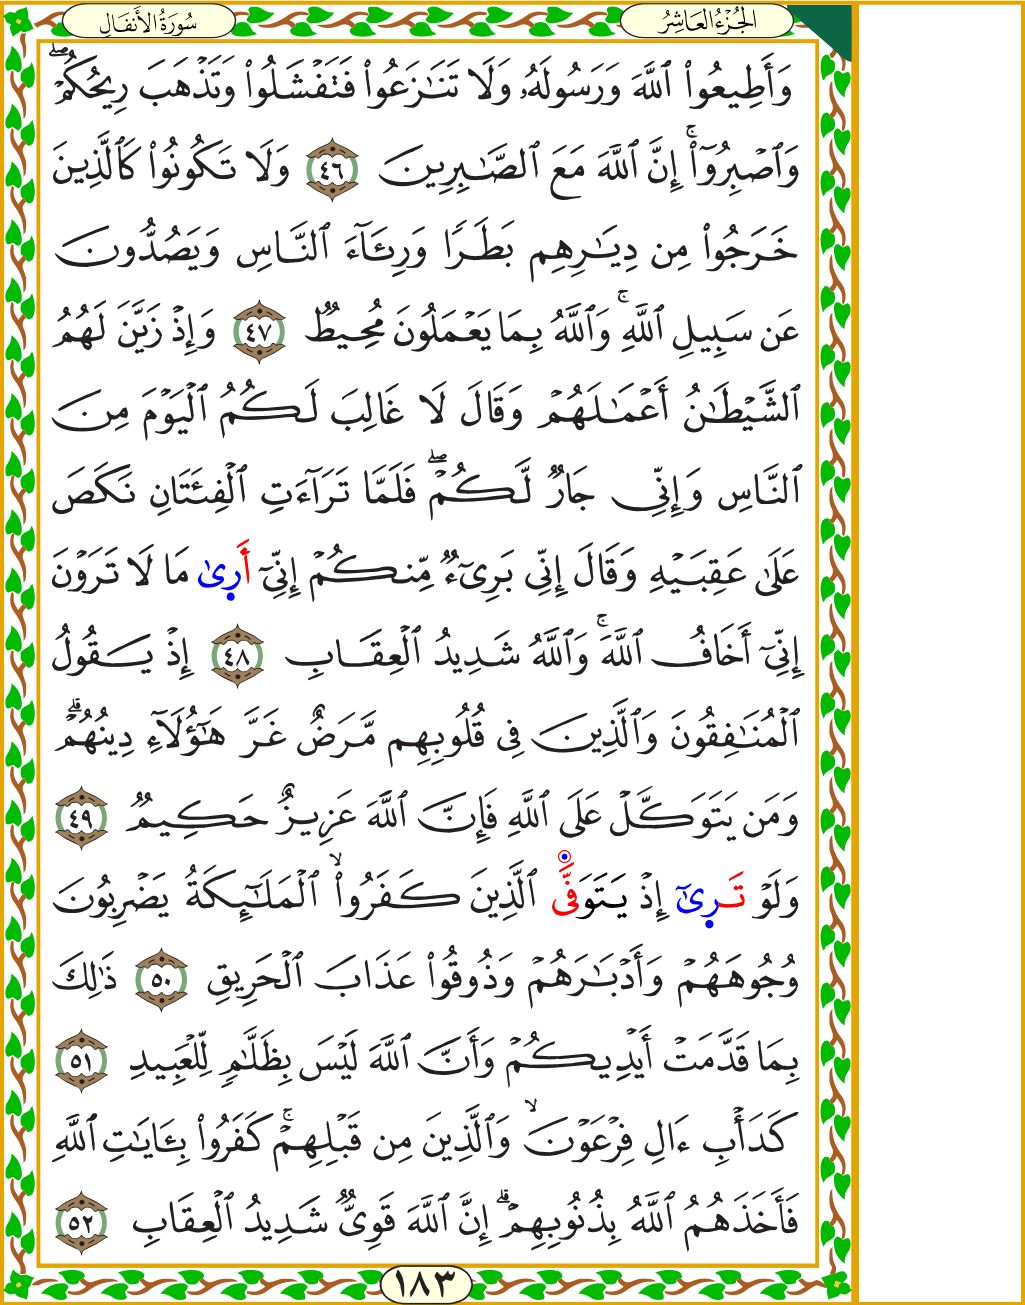 الجُزْءُ العَاشِرُ
سُورَةُ الأَنفَالِ
وَأَطِيعُواْ ٱللَّهَ وَرَسُولَهُۥ وَلَا تَنَٰزَعُواْ فَتَفْشَلُواْ وَتَذْهَبَ رِيحُكُمْۖ
وَٱصْبِرُوٓاْۚ إِنَّ ٱللَّهَ مَعَ ٱلصَّٰبِرِينَ ٤٦ وَلَا تَكُونُواْ كَٱلَّذِينَ
خَرَجُواْ مِن دِيَٰرِهِم بَطَرًا وَرِئَآءَ ٱلنَّاسِ وَيَصُدُّونَ
عَن سَبِيلِ ٱللَّهِۚ وَٱللَّهُ بِمَا يَعْمَلُونَ مُحِيطٌ ٤٧ وَإِذْ زَيَّنَ لَهُمُ
ٱلشَّيْطَٰنُ أَعْمَٰلَهُمْ وَقَالَ لَا غَالِبَ لَكُمُ ٱلْيَوْمَ مِنَ
ٱلنَّاسِ وَإِنِّي جَارٌ لَّكُمْۖ فَلَمَّا تَرَآءَتِ ٱلْفِئَتَانِ نَكَصَ
عَلَىٰ عَقِبَيْهِ وَقَالَ إِنِّي بَرِيٓءٌ مِّنكُمْ إِنِّيٓ أَرِىٰ مَا لَا تَرَوْنَ
إِنِّيٓ أَخَافُ ٱللَّهَۚ وَٱللَّهُ شَدِيدُ ٱلْعِقَابِ ٤٨ إِذْ يَقُولُ
ٱلْمُنَٰفِقُونَ وَٱلَّذِينَ فِي قُلُوبِهِم مَّرَضٌ غَرَّ هَٰٓؤُلَآءِ دِينُهُمْۗ
وَمَن يَتَوَكَّلْ عَلَى ٱللَّهِ فَإِنَّ ٱللَّهَ عَزِيزٌ حَكِيمٌ ٤٩
وَلَوْ تَرِىٰٓ إِذْ يَتَوَفَّى ٱلَّذِينَ كَفَرُواْۙ ٱلْمَلَٰٓئِكَةُ يَضْرِبُونَ
وُجُوهَهُمْ وَأَدْبَٰرَهُمْ وَذُوقُواْ عَذَابَ ٱلْحَرِيقِ ٥٠ ذَٰلِكَ
بِمَا قَدَّمَتْ أَيْدِيكُمْ وَأَنَّ ٱللَّهَ لَيْسَ بِظَلَّٰمٍ لِّلْعَبِيدِ ٥١
كَدَأْبِ ءَالِ فِرْعَوْنَۙ وَٱلَّذِينَ مِن قَبْلِهِمْۚ كَفَرُواْ بِـَٔايَٰتِ ٱللَّهِ
فَأَخَذَهُمُ ٱللَّهُ بِذُنُوبِهِمْۗ إِنَّ ٱللَّهَ قَوِيٌّ شَدِيدُ ٱلْعِقَابِ ٥٢
١٨٣